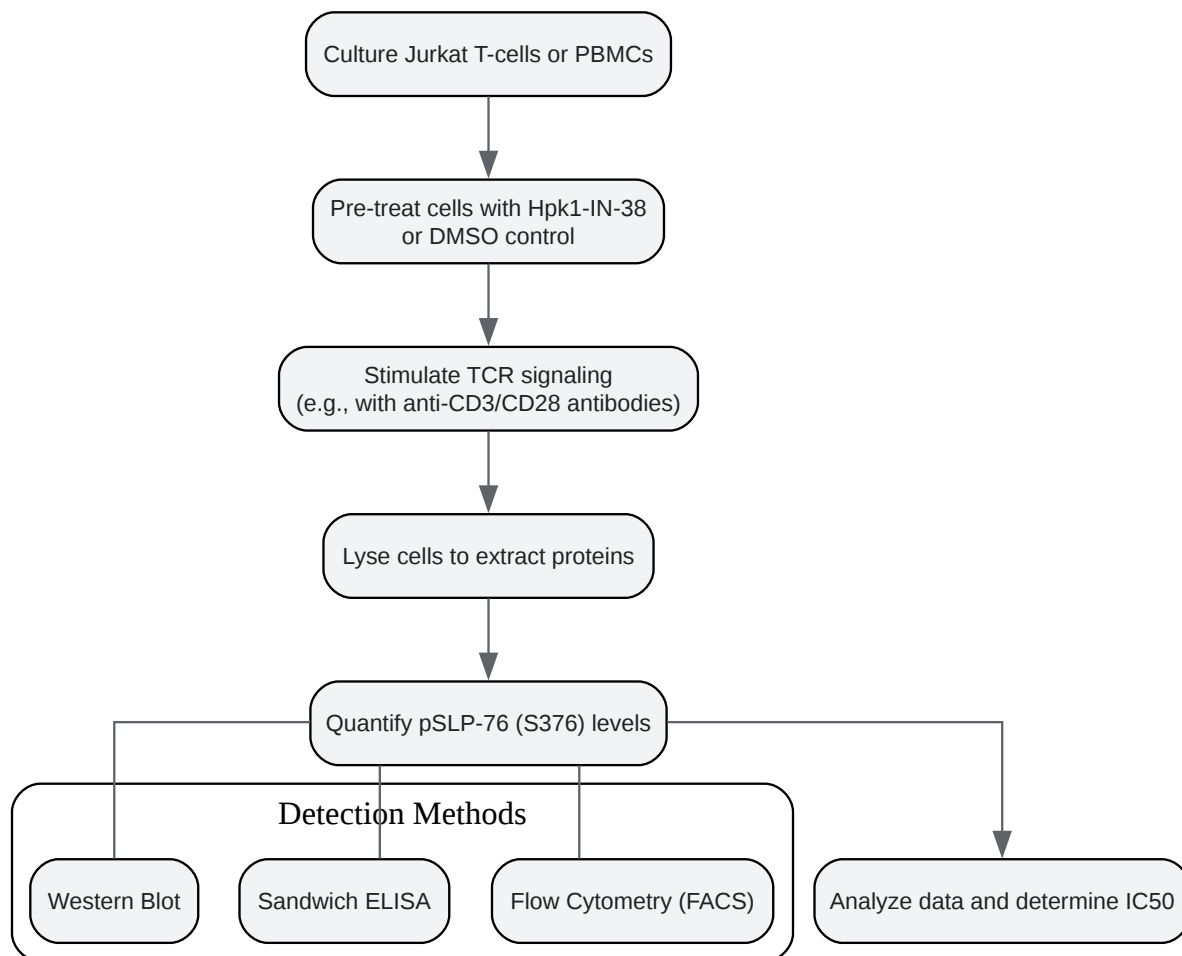 Culture Jurkat T-cells or PBMCs
Pre-treat cells with Hpk1-IN-38
or DMSO control
Stimulate TCR signaling
(e.g., with anti-CD3/CD28 antibodies)
Lyse cells to extract proteins
Quantify pSLP-76 (S376) levels
Detection Methods
Western Blot
Sandwich ELISA
Flow Cytometry (FACS)
Analyze data and determine IC50